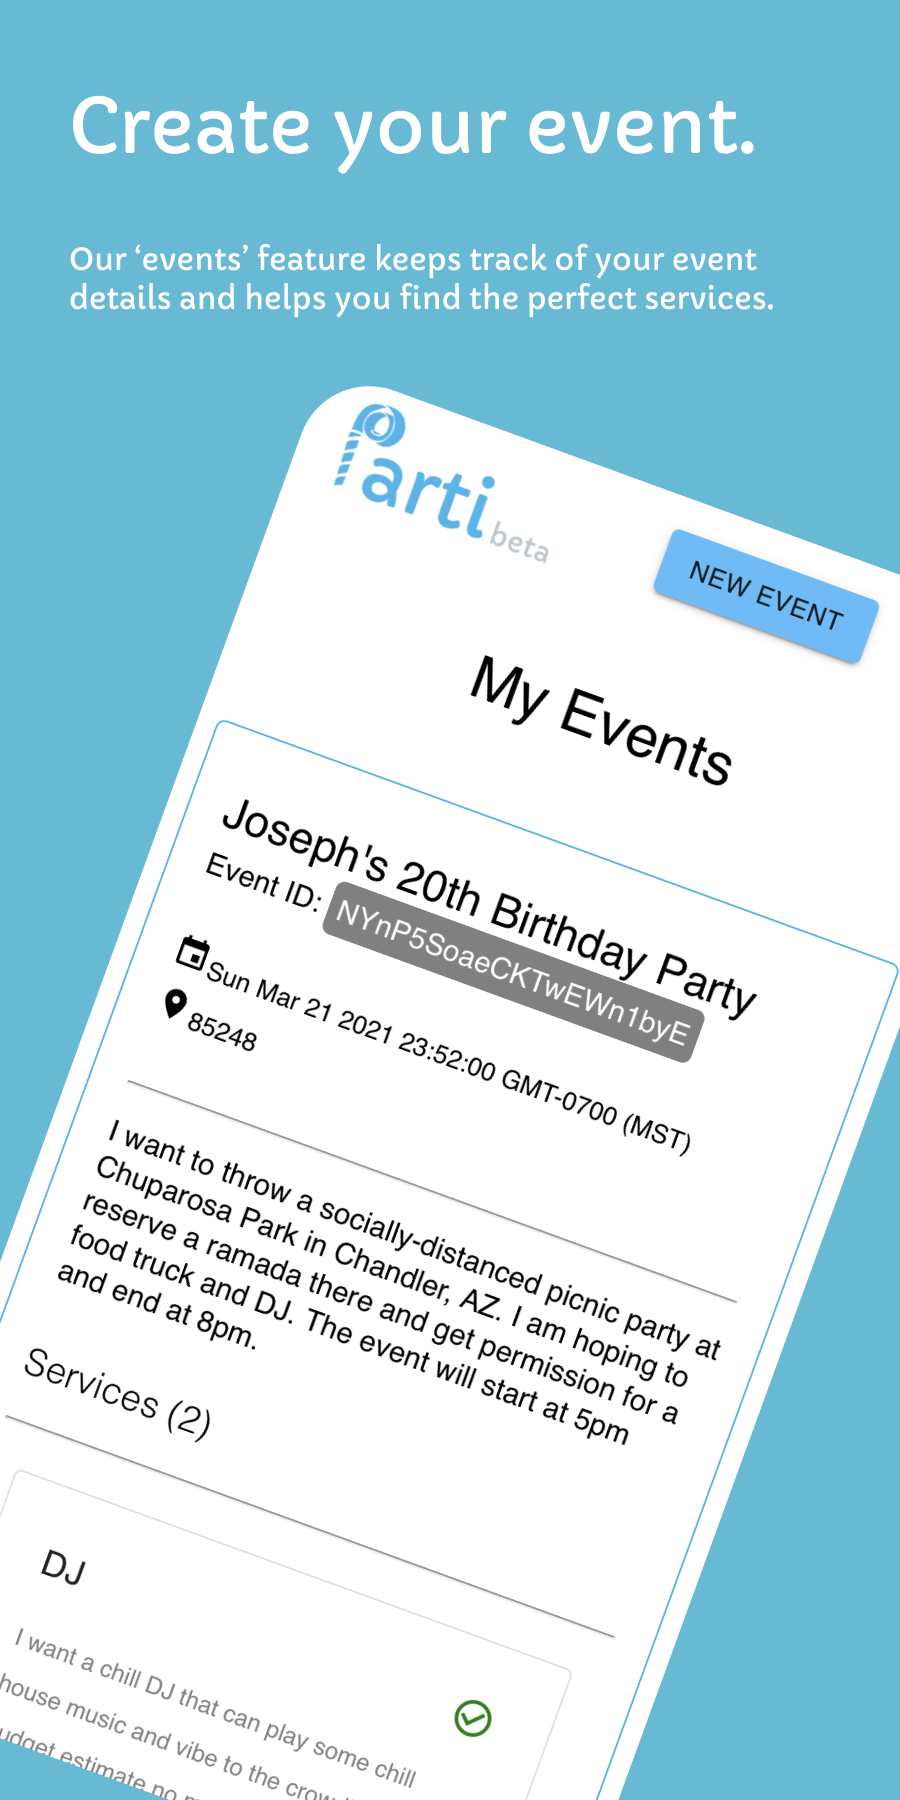 Create your event.
Our ‘events’ feature keeps track of your event
details and helps you find the perfect services.
Parti beta
NEW EVENT
My Events
Joseph's 20th Birthday Party
Event ID: NYnP5SoaeCKTwEWn1byE
Sun Mar 21 2021 23:52:00 GMT-0700 (MST)
85248
I want to throw a socially-distanced picnic party at
Chuparosa Park in Chandler, AZ. I am hoping to
reserve a ramada there and get permission for a
food truck and DJ. The event will start at 5pm
and end at 8pm.
Services (2)
DJ
I want a chill DJ that can play some chill
house music and vibe to the
estimate no